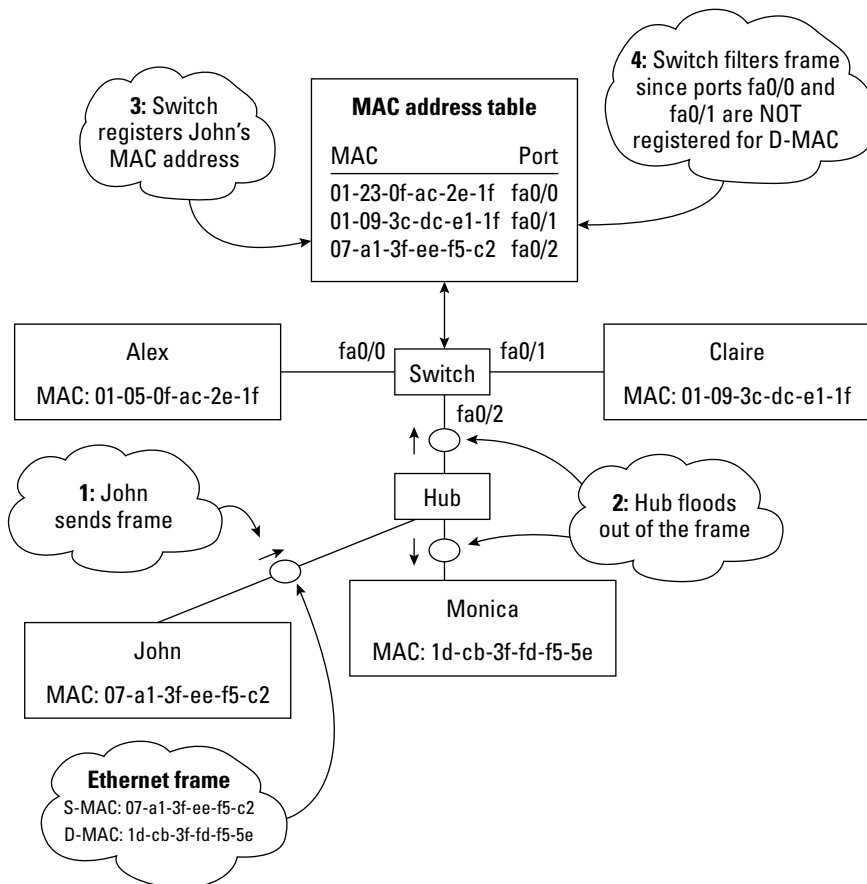 3: Switch
registers John's
MAC address
MAC address table
MAC Port
01-23-0f-ac-2e-1f fa0/0
01-09-3c-dc-e1-1f fa0/1
07-a1-3f-ee-f5-c2 fa0/2
4: Switch filters frame
since ports fa0/0 and
fa0/1 are NOT
registered for D-MAC
Alex
MAC: 01-05-0f-ac-2e-1f
fa0/0
Switch
fa0/1
fa0/2
Claire
MAC: 01-09-3c-dc-e1-1f
1: John
sends frame
Hub
2: Hub floods
out of the frame
John
MAC: 07-a1-3f-ee-f5-c2
Monica
MAC: 1d-cb-3f-fd-f5-5e
Ethernet frame
S-MAC: 07-a1-3f-ee-f5-c2
D-MAC: 1d-cb-3f-fd-f5-5e